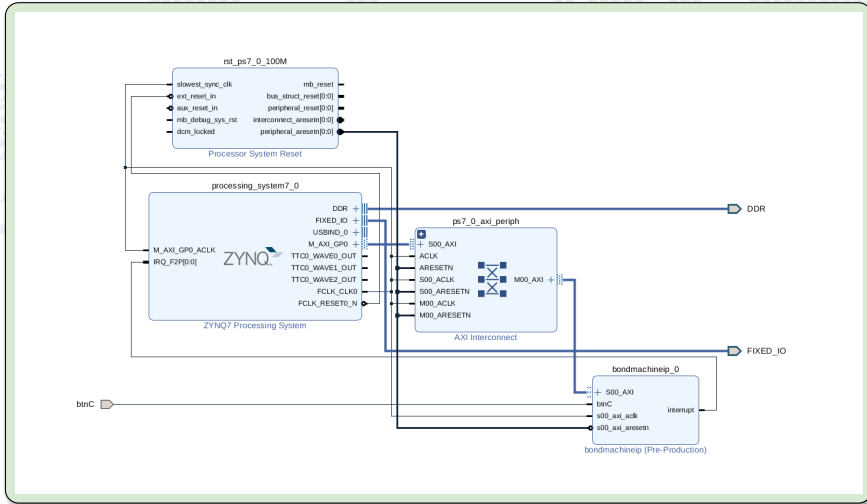 rst_ps7_0_100M
slowest_sync_clk
ext_reset_in
aux_reset_in
mb_debug_sys_rst
dcm_locked
mb_reset
bus_struct_reset[0:0]
peripheral_reset[0:0]
interconnect_aresetn[0:0]
peripheral_aresetn[0:0]
Processor System Reset
processing_system7_0
M_AXI_GP0_ACLK
IRQ_F2P[0:0]
ZYNQ
DDR
FIXED_IO
USBIND_0
M_AXI_GP0
TTC0_WAVE0_OUT
TTC0_WAVE1_OUT
TTC0_WAVE2_OUT
FCLK_CLK0
FCLK_RESET0_N
ZYNQ7 Processing System
ps7_0_axi_periph
S00_AXI
ACLK
ARESETN
S00_ACLK
S00_ARESETN
M00_ACLK
M00_ARESETN
M00_AXI
AXI Interconnect
DDR
FIXED_IO
btnC
bondmachineip_0
S00_AXI
btnC
s00_axi_aclk
s00_axi_aresetn
interrupt
bondmachineip (Pre-Production)